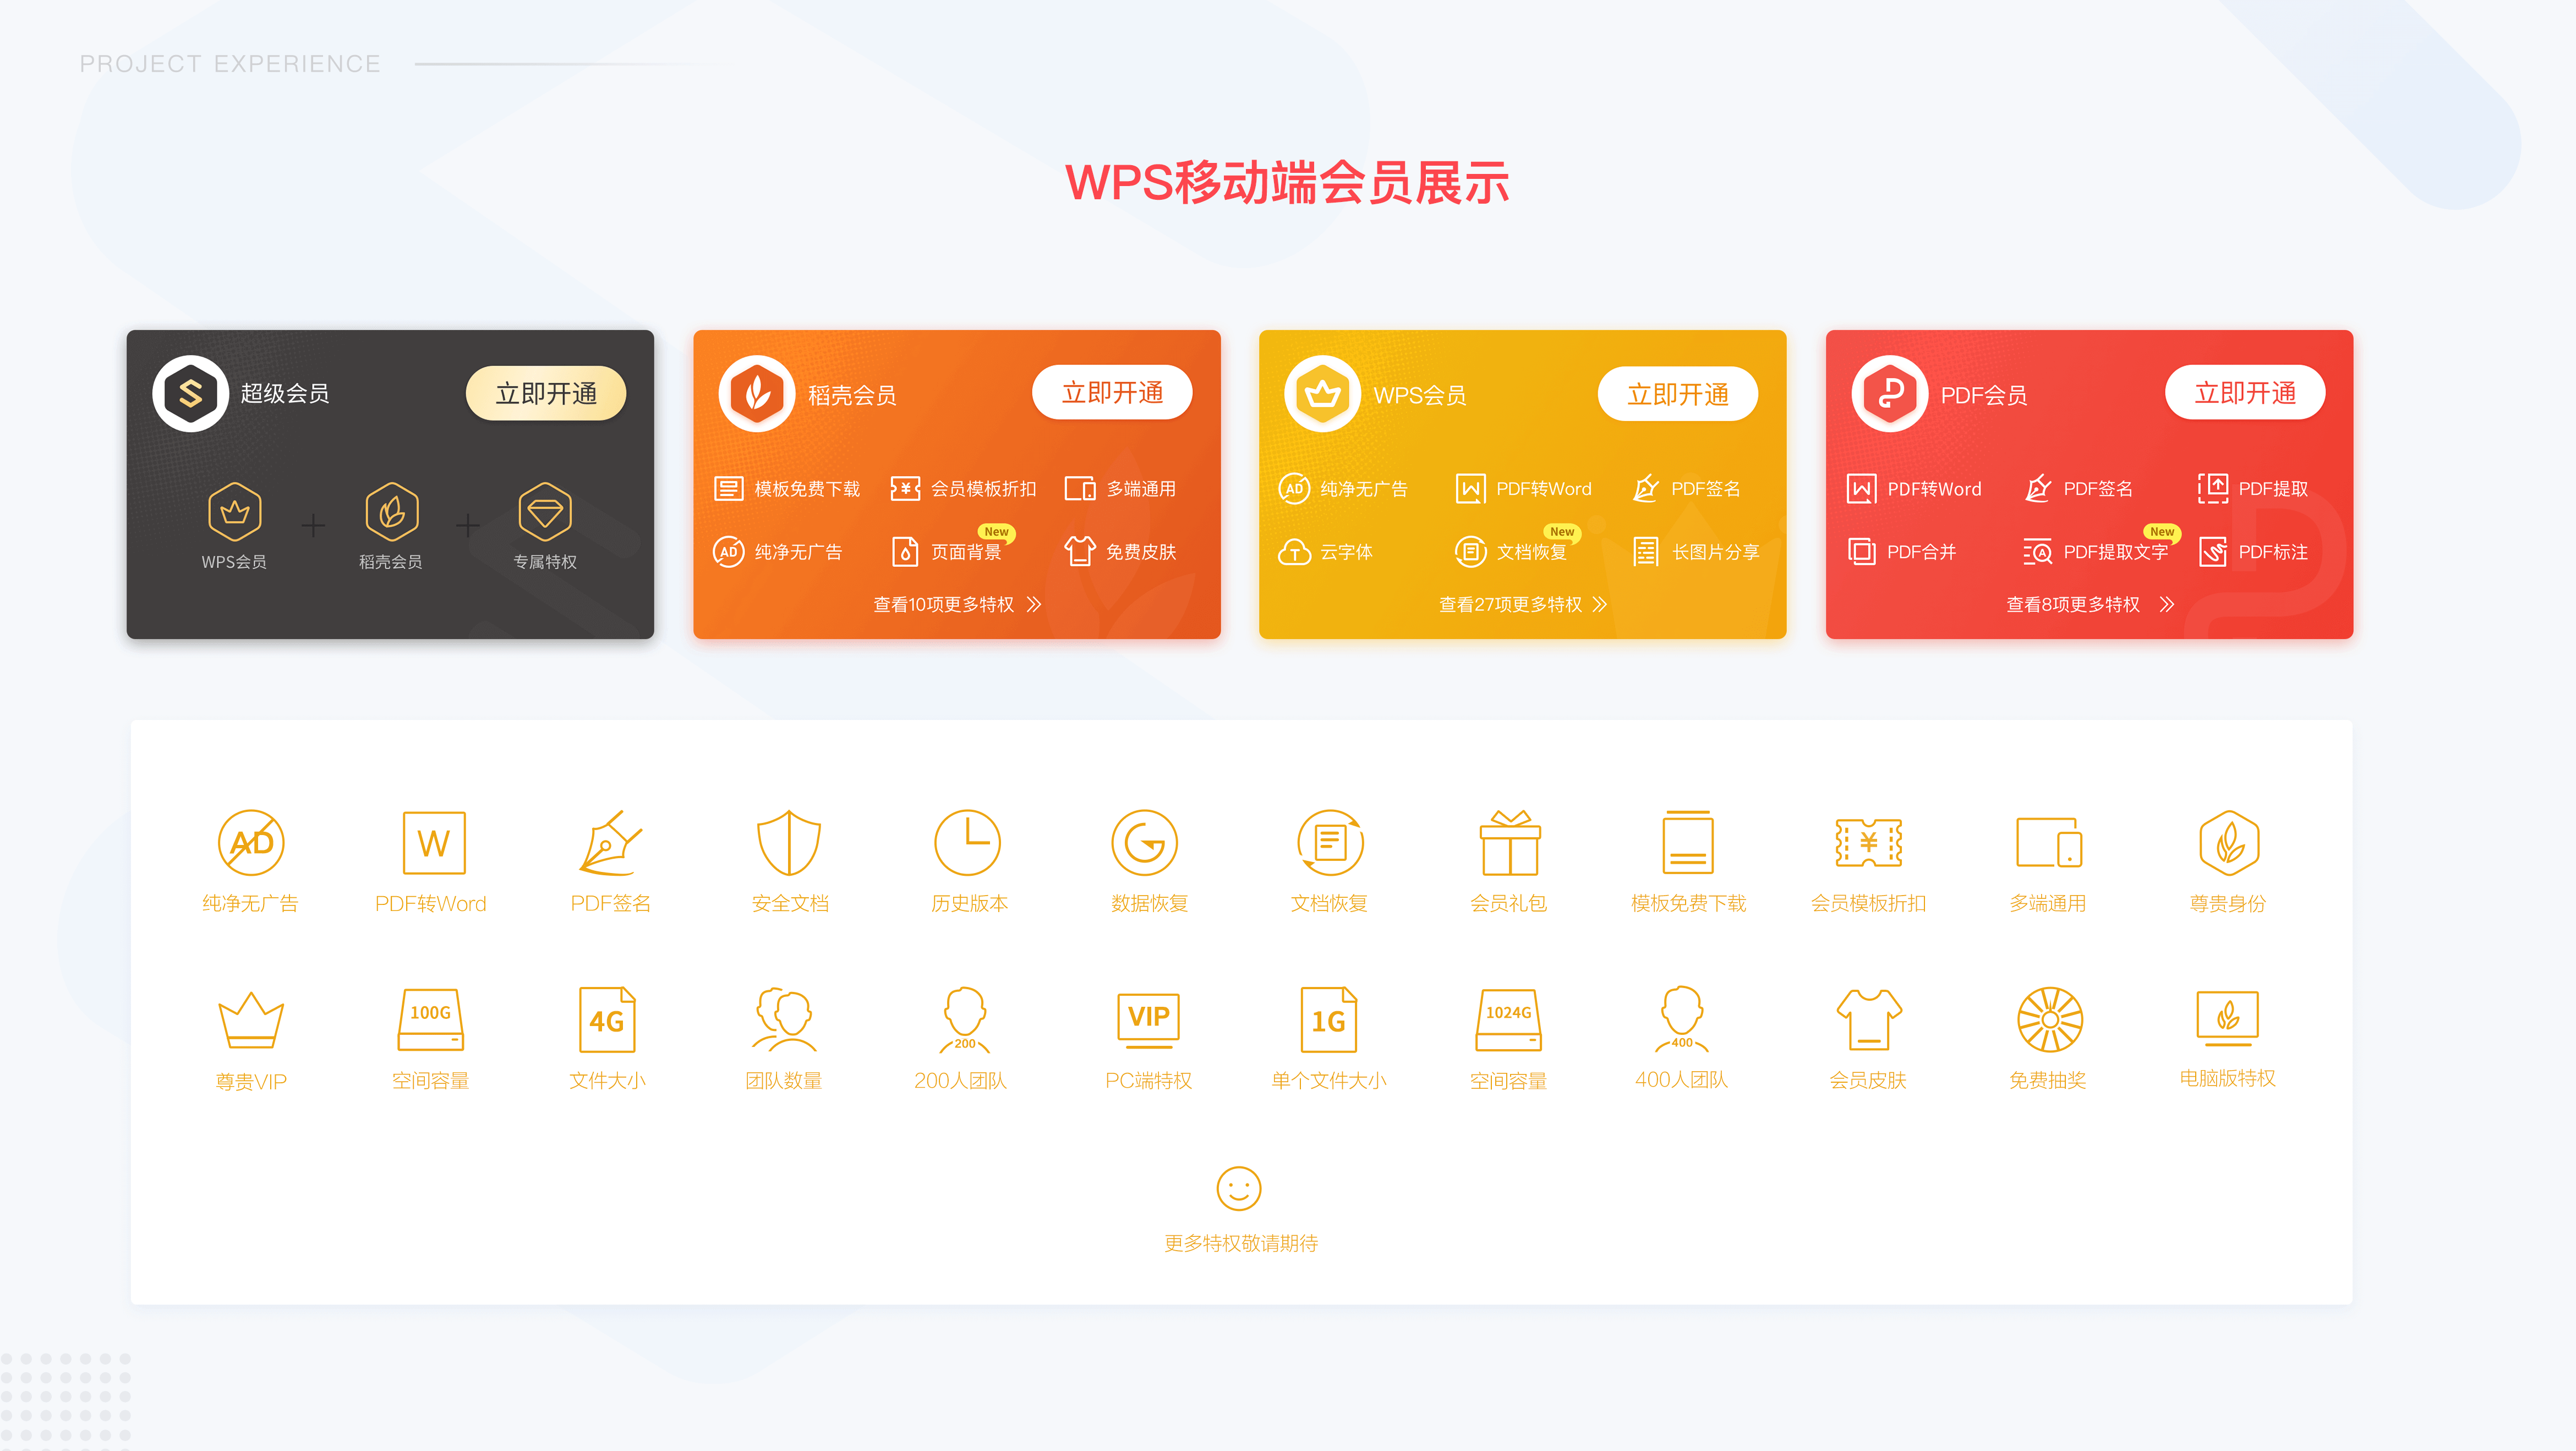 PROJECT EXPERIENCE
WPS移动端会员展示
超级会员
立即开通
WPS会员
稻壳会员
专属特权
稻壳会员
立即开通
模板免费下载
会员模板折扣
多端通用
AD
纯净无广告
页面背景
New
免费皮肤
查看10项更多特权
WPS会员
立即开通
AD
纯净无广告
W
PDF转Word
PDF签名
T
云字体
文档恢复
New
长图片分享
查看27项更多特权
PDF会员
立即开通
W
PDF转Word
PDF签名
PDF提取
PDF合并
A
PDF提取文字
New
PDF标注
查看8项更多特权
AD
纯净无广告
W
PDF转Word
PDF签名
安全文档
历史版本
数据恢复
文档恢复
会员礼包
模板免费下载
¥
会员模板折扣
多端通用
尊贵身份
尊贵VIP
100G
空间容量
4G
文件大小
团队数量
200
200人团队
VIP
PC端特权
1G
单个文件大小
1024G
空间容量
400
400人团队
会员皮肤
免费抽奖
电脑版特权
更多特权敬请期待